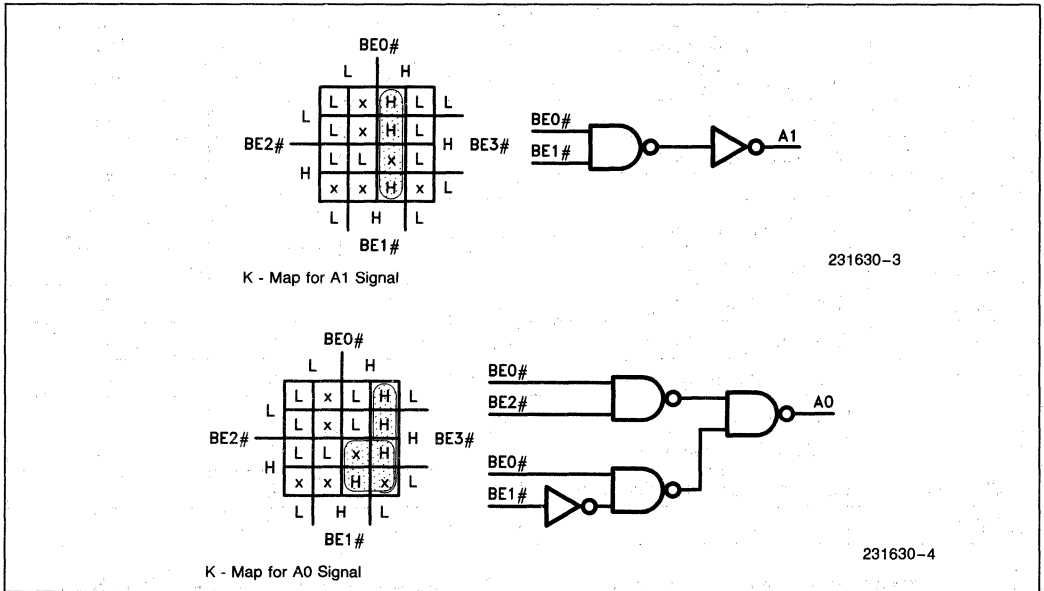 BE0#
L H
L x H L L
L L x H L
BE2# H BE3#
L L x L
H x x H x L
L H L
BE1#
K - Map for A1 Signal
BE0#
BE1#
A1
231630-3
BE0#
L H
L x L H L
L L x L H
BE2# H BE3#
L L x H
H x x H x L
L H L
BE1#
K - Map for A0 Signal
BE0#
BE2#
A0
BE0#
BE1#
231630-4